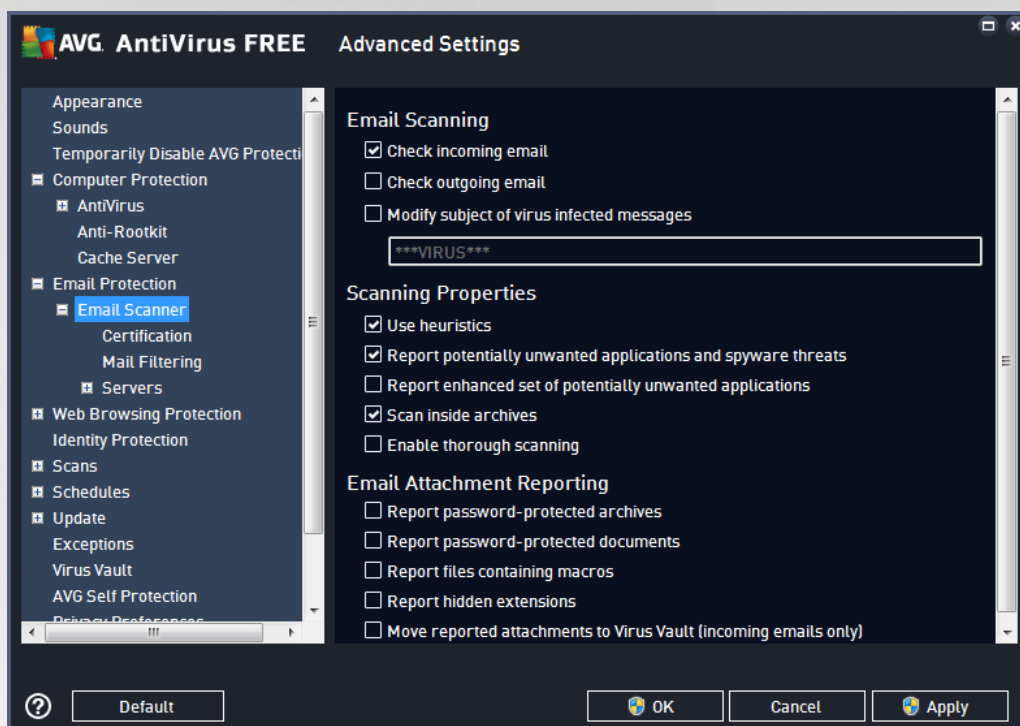 AVG. AntiVirus FREE Advanced Settings
Appearance
Sounds
Temporarily Disable AVG Protecti
Computer Protection
AntiVirus
Anti-Rootkit
Cache Server
Email Protection
Email Scanner
Certification
Mail Filtering
Servers
Web Browsing Protection
Identity Protection
Scans
Schedules
Update
Exceptions
Virus Vault
AVG Self Protection
Privacy Preferences
Email Scanning
Check incoming email
Check outgoing email
Modify subject of virus infected messages
***VIRUS***
Scanning Properties
Use heuristics
Report potentially unwanted applications and spyware threats
Report enhanced set of potentially unwanted applications
Scan inside archives
Enable thorough scanning
Email Attachment Reporting
Report password-protected archives
Report password-protected documents
Report files containing macros
Report hidden extensions
Move reported attachments to Virus Vault (incoming emails only)
? Default OK Cancel Apply